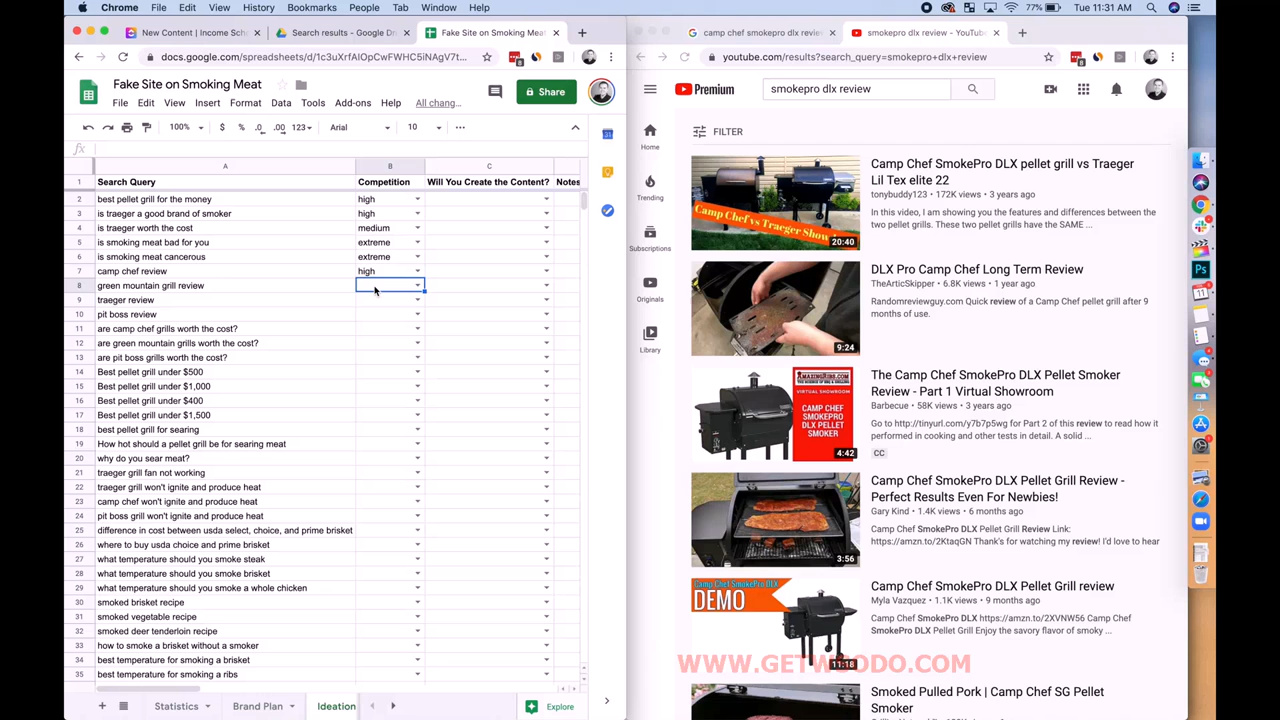 Chrome File Edit View History Bookmarks People Tab Window Help
77% Tue 11:31 AM
New Content | Income Sch
Search results - Google Dr
Fake Site on Smoking Meat
docs.google.com/spreadsheets/d/1c3uXrfAIOpCwFWHC5iNAgV7t...
Fake Site on Smoking Meat
File Edit View Insert Format Data Tools Add-ons Help All chang...
Share
100% $ % .0 .00 123 Arial 10
fx
A B C
1 Search Query Competition Will You Create the Content? Notes
2 best pellet grill for the money high
3 is traeger a good brand of smoker high
4 is traeger worth the cost medium
5 is smoking meat bad for you extreme
6 is smoking meat cancerous extreme
7 camp chef review high
8 green mountain grill review
9 traeger review
10 pit boss review
11 are camp chef grills worth the cost?
12 are green mountain grills worth the cost?
13 are pit boss grills worth the cost?
14 Best pellet grill under $500
15 Best pellet grill under $1,000
16 Best pellet grill under $400
17 Best pellet grill under $1,500
18 best pellet grill for searing
19 How hot should a pellet grill be for searing meat
20 why do you sear meat?
21 traeger grill fan not working
22 traeger grill won't ignite and produce heat
23 camp chef won't ignite and produce heat
24 pit boss grill won't ignite and produce heat
25 difference in cost between usda select, choice, and prime brisket
26 where to buy usda choice and prime brisket
27 what temperature should you smoke steak
28 what temperature should you smoke brisket
29 what temperature should you smoke a whole chicken
30 smoked brisket recipe
31 smoked vegetable recipe
32 smoked deer tenderloin recipe
33 how to smoke a brisket without a smoker
34 best temperature for smoking a brisket
35 best temperature for smoking a ribs
Statistics Brand Plan Ideation Explore
camp chef smokepro dlx review
smokepro dlx review - YouTube
youtube.com/results?search_query=smokepro+dlx+review
Premium
smokepro dlx review
Home
Trending
Subscriptions
Originals
Library
FILTER
Camp Chef vs Traeger Show
20:40
Camp Chef SmokePro DLX pellet grill vs Traeger
Lil Tex elite 22
tonybuddy123 • 172K views • 3 years ago
In this video, I am showing you the features and differences between the
two pellet grills. These two pellet grills have the SAME ...
9:24
DLX Pro Camp Chef Long Term Review
TheArticSkipper • 6.8K views • 1 year ago
Randomreviewguy.com Quick review of a Camp Chef pellet grill after 9
months of use.
AMAZINGRIBS.COM
VIRTUAL SHOWROOM
CAMP CHEF
SMOKEPRO
DLX PELLET
SMOKER
4:42
The Camp Chef SmokePro DLX Pellet Smoker
Review - Part 1 Virtual Showroom
Barbecue • 58K views • 3 years ago
Go to http://tinyurl.com/y7b7p5wg for Part 2 of this review to read how it
performed in cooking and other tests in detail. A solid ...
CC
3:56
Camp Chef SmokePro DLX Pellet Grill Review -
Perfect Results Even For Newbies!
Gary Kind • 1.4K views • 6 months ago
Camp Chef SmokePro DLX Pellet Grill Review Link:
https://amzn.to/2KtaqGN Thank's for watching my review! I'd love to hear
Camp Chef SmokePro DLX
DEMO
11:18
Camp Chef SmokePro DLX Pellet Grill review
Myla Vazquez • 1.1K views • 9 months ago
Camp Chef SmokePro DLX https://amzn.to/2XVNW56 Camp Chef
SmokePro DLX Pellet Grill Enjoy the savory flavor of smoky ...
Smoked Pulled Pork | Camp Chef SG Pellet
Smoker
WWW.GETWSODO.COM